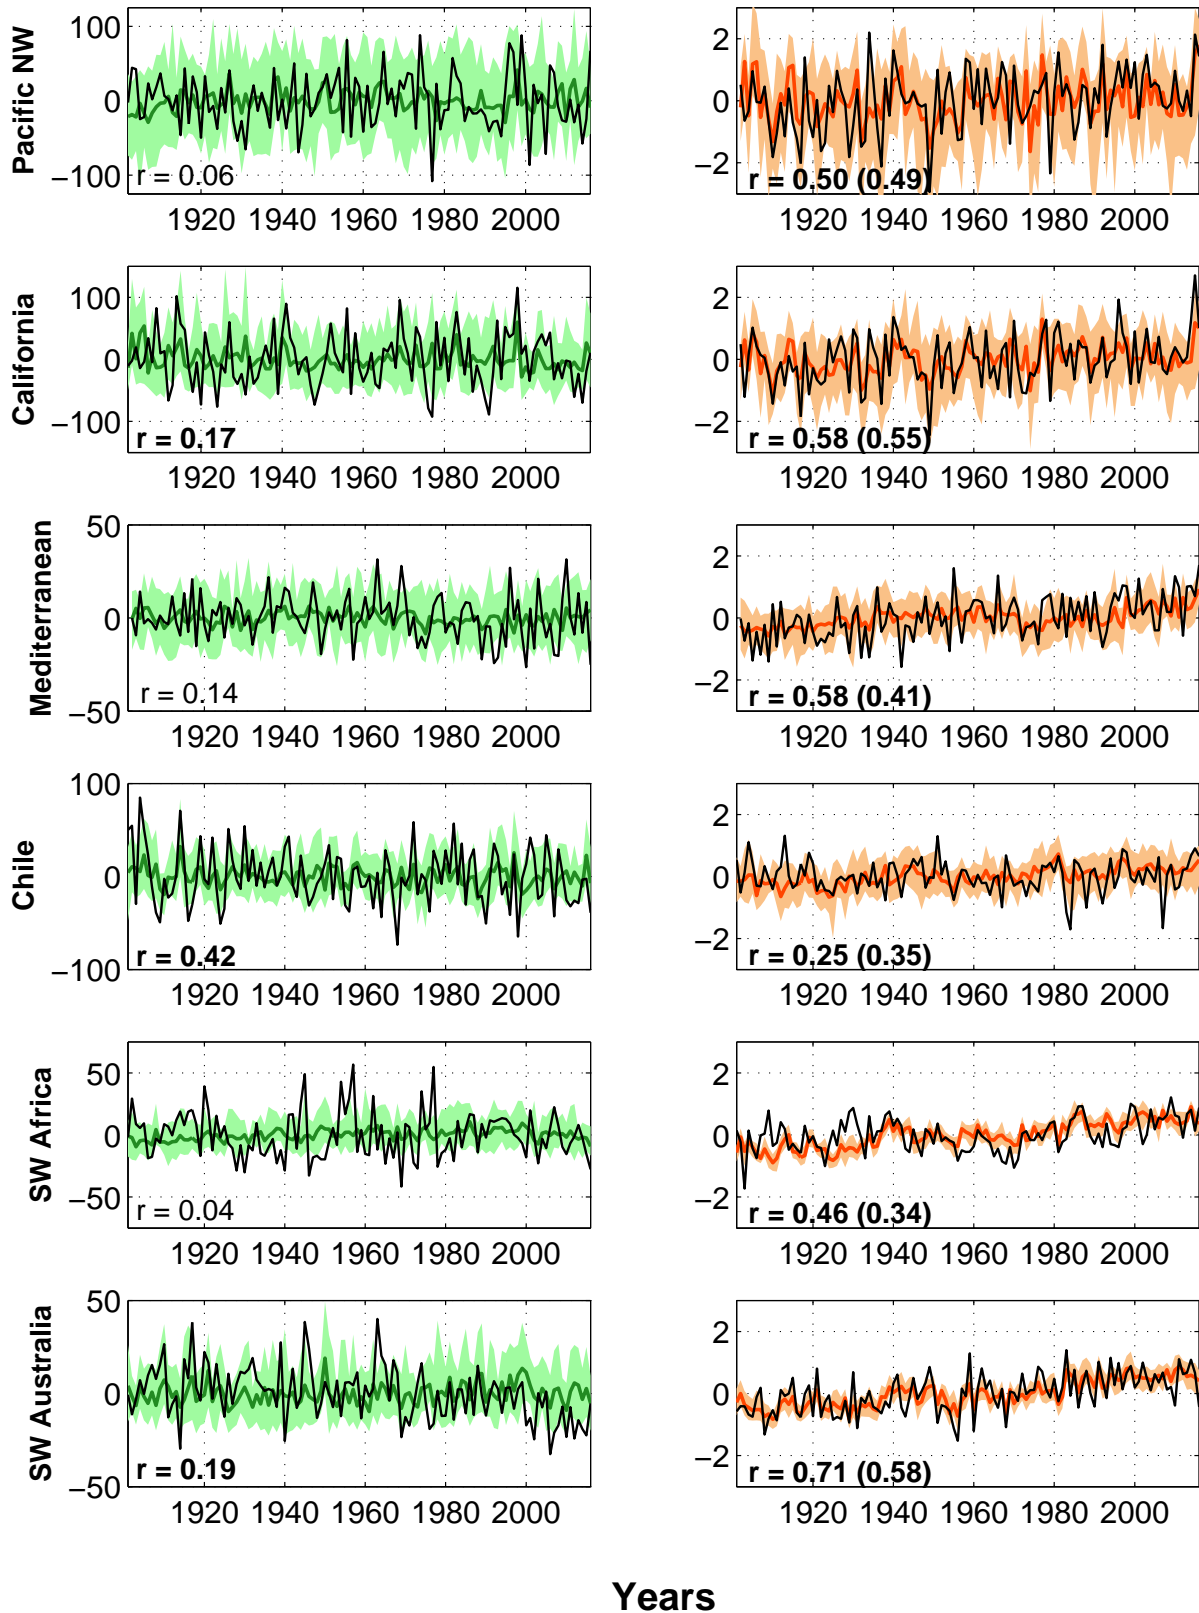 Pacific NW
100
0
−100
r = 0.06
1920 1940 1960 1980 2000
2
0
−2
r = 0.50 (0.49)
1920 1940 1960 1980 2000
California
100
0
−100
r = 0.17
1920 1940 1960 1980 2000
2
0
−2
r = 0.58 (0.55)
1920 1940 1960 1980 2000
Mediterranean
50
0
−50
r = 0.14
1920 1940 1960 1980 2000
2
0
−2
r = 0.58 (0.41)
1920 1940 1960 1980 2000
Chile
100
0
−100
r = 0.42
1920 1940 1960 1980 2000
2
0
−2
r = 0.25 (0.35)
1920 1940 1960 1980 2000
SW Africa
50
0
−50
r = 0.04
1920 1940 1960 1980 2000
2
0
−2
r = 0.46 (0.34)
1920 1940 1960 1980 2000
SW Australia
50
0
−50
r = 0.19
1920 1940 1960 1980 2000
2
0
−2
r = 0.71 (0.58)
1920 1940 1960 1980 2000
Years